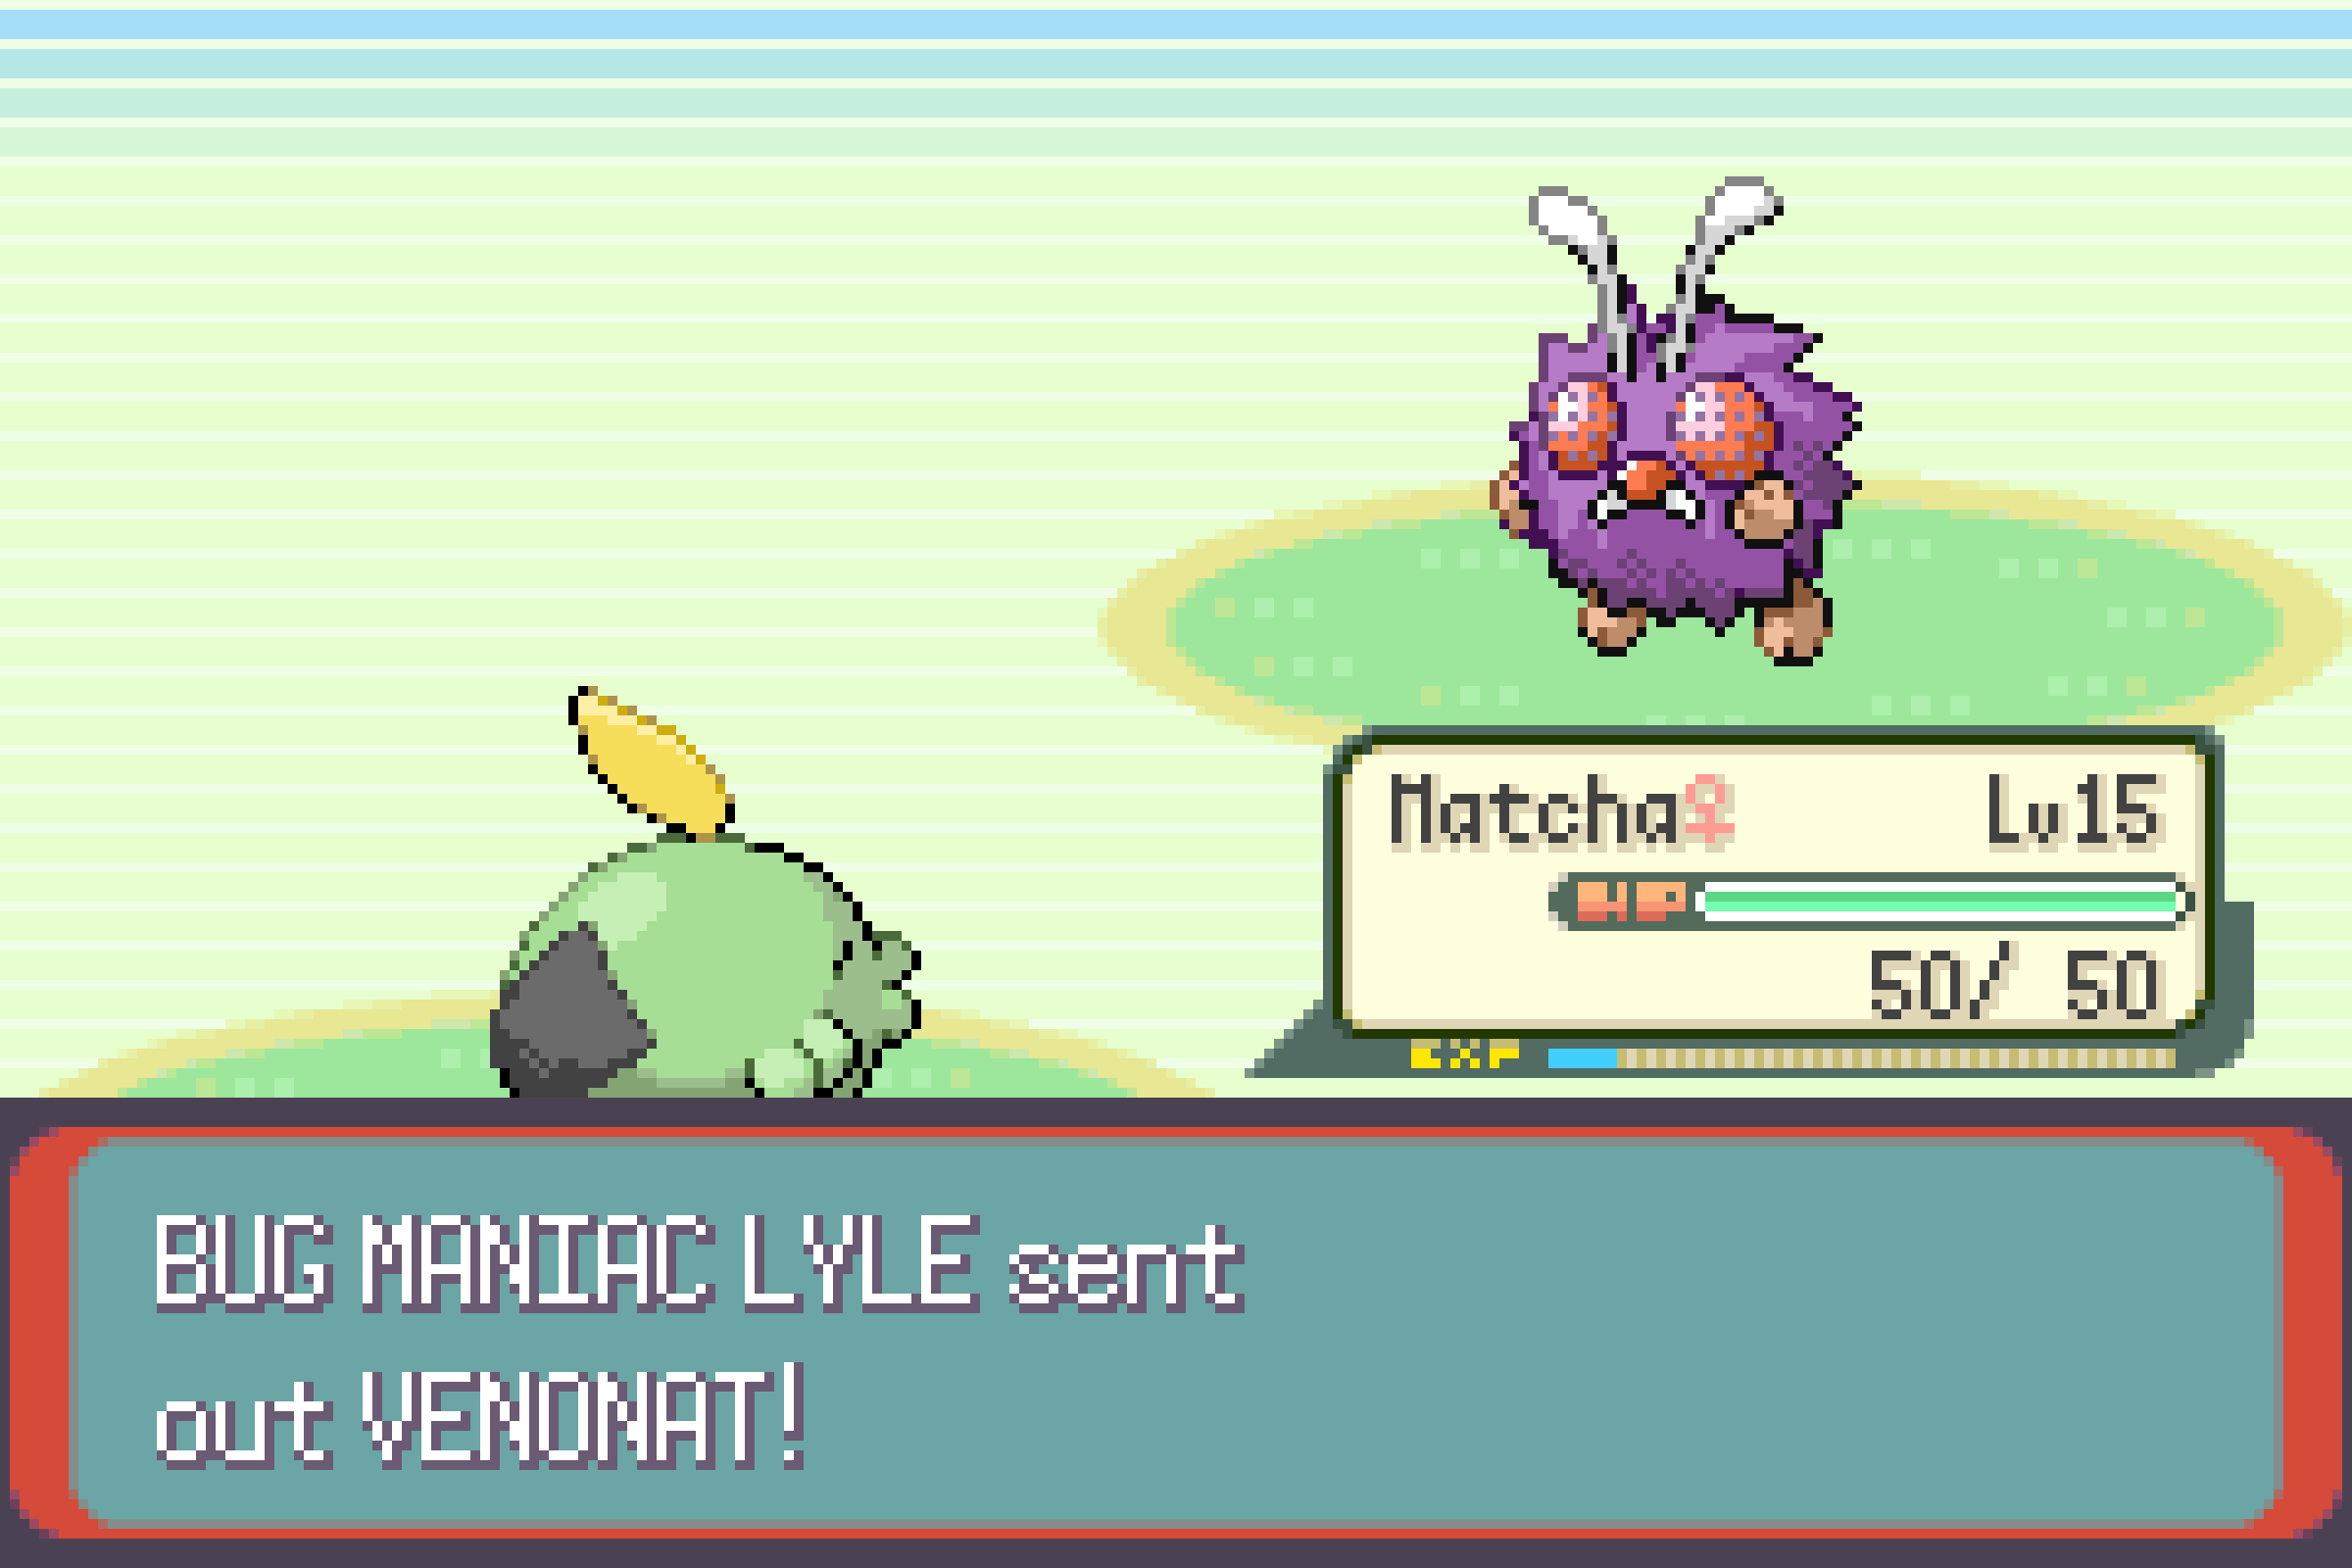 Matcha♀ Lv15
HP
50/ 50
EXP
BUG MANIAC LYLE sent
out VENONAT!